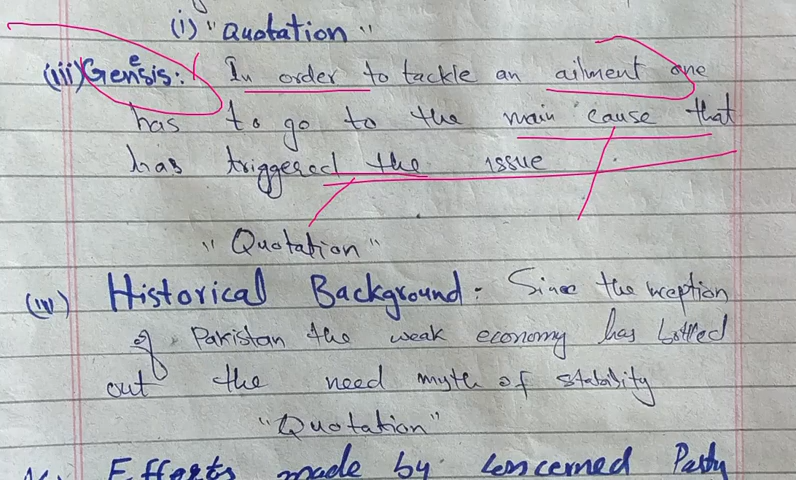 (i) "Quotation"
(iii) Genesis: In order to tackle an ailment one
has to go to the main cause that
has triggered the issue
"Quotation"
(iv) Historical Background: Since the inception
of Pakistan the weak economy has bottled
out the need myth of stability
"Quotation"
Efforts made by concerned Party